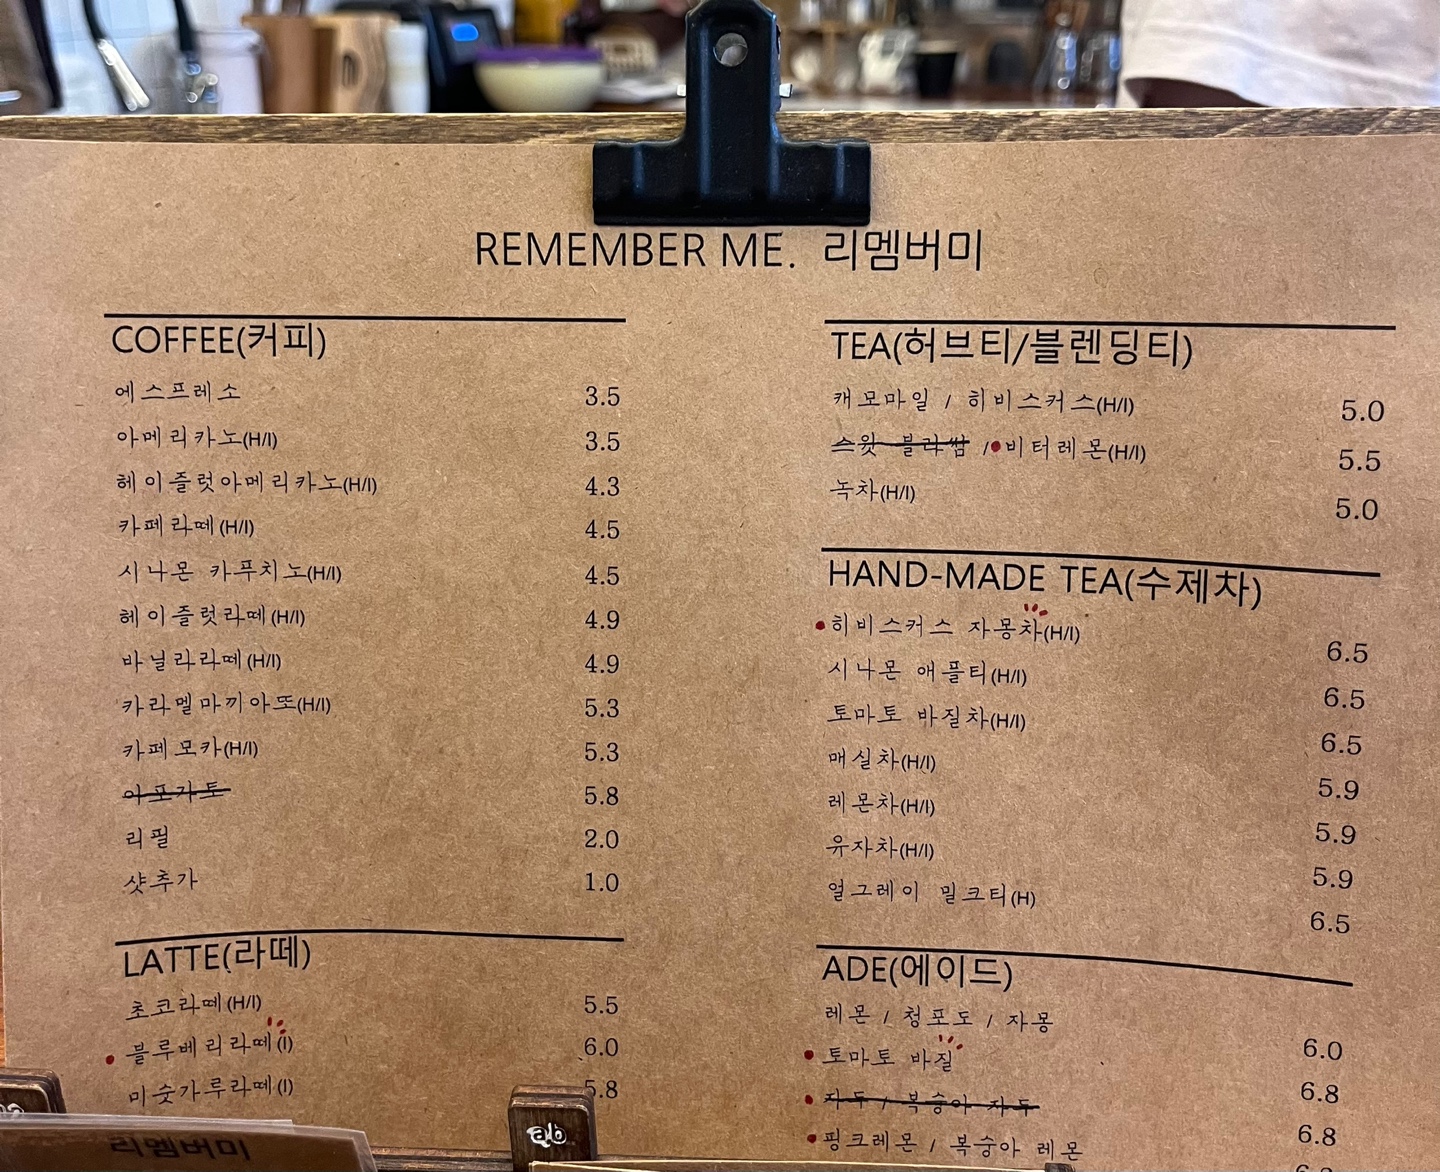 REMEMBER ME. 리멤버미
COFFEE(커피)
에스프레소 3.5
아메리카노(H/I) 3.5
헤이즐럿아메리카노(H/I) 4.3
카페라떼(H/I) 4.5
시나몬 카푸치노(H/I) 4.5
헤이즐럿라떼(H/I) 4.9
바닐라라떼(H/I) 4.9
카라멜마끼아또(H/I) 5.3
카페모카(H/I) 5.3
아포가토 5.8
리필 2.0
샷추가 1.0
LATTE(라떼)
초코라떼(H/I) 5.5
블루베리라떼(I) 6.0
미숫가루라떼(I) 5.8
TEA(허브티/블렌딩티)
캐모마일 / 히비스커스(H/I) 5.0
스윗 블라썸 / 비터레몬(H/I) 5.5
녹차(H/I) 5.0
HAND-MADE TEA(수제차)
히비스커스 자몽차(H/I) 6.5
시나몬 애플티(H/I) 6.5
토마토 바질차(H/I) 6.5
매실차(H/I) 5.9
레몬차(H/I) 5.9
유자차(H/I) 5.9
얼그레이 밀크티(H) 6.5
ADE(에이드)
레몬 / 청포도 / 자몽 6.0
토마토 바질 6.8
자두 / 복숭아 자두 6.8
핑크레몬 / 복숭아 레몬
리멤버미